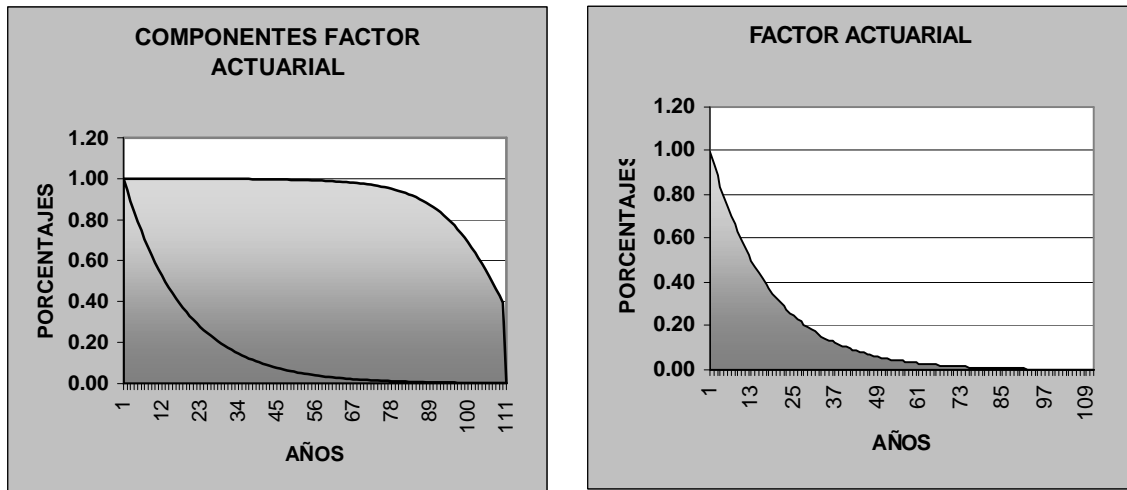 COMPONENTES FACTOR
ACTUARIAL
PORCENTAJES
1.20
1.00
0.80
0.60
0.40
0.20
0.00
1 12 23 34 45 56 67 78 89 100 111
AÑOS
FACTOR ACTUARIAL
PORCENTAJES
1.20
1.00
0.80
0.60
0.40
0.20
0.00
1 13 25 37 49 61 73 85 97 109
AÑOS